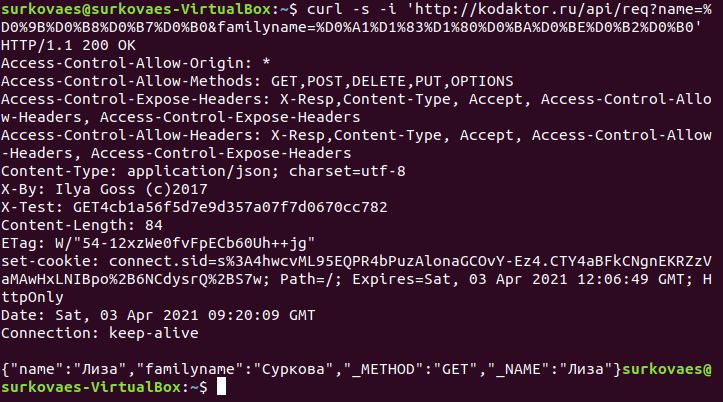 surkovaes@surkovaes-VirtualBox:~$ curl -s -i 'http://kodaktor.ru/api/req?name=%
D0%9B%D0%B8%D0%B7%D0%B0&familyname=%D0%A1%D1%83%D1%80%D0%BA%D0%BE%D0%B2%D0%B0'
HTTP/1.1 200 OK
Access-Control-Allow-Origin: *
Access-Control-Allow-Methods: GET,POST,DELETE,PUT,OPTIONS
Access-Control-Expose-Headers: X-Resp,Content-Type, Accept, Access-Control-Allo
w-Headers, Access-Control-Expose-Headers
Access-Control-Allow-Headers: X-Resp,Content-Type, Accept, Access-Control-Allow
-Headers, Access-Control-Expose-Headers
Content-Type: application/json; charset=utf-8
X-By: Ilya Goss (c)2017
X-Test: GET4cb1a56f5d7e9d357a07f7d0670cc782
Content-Length: 84
ETag: W/"54-12xzWe0fvFpECb60Uh++jg"
set-cookie: connect.sid=s%3A4hwcvML95EQPR4bPuzAlonaGCOvY-Ez4.CTY4aBFkCNgnEKRZzV
aMAwHxLNIBpo%2B6NCdysrQ%2BS7w; Path=/; Expires=Sat, 03 Apr 2021 12:06:49 GMT; H
ttpOnly
Date: Sat, 03 Apr 2021 09:20:09 GMT
Connection: keep-alive

{"name":"Лиза","familyname":"Суркова","_METHOD":"GET","_NAME":"Лиза"}surkovaes@
surkovaes-VirtualBox:~$